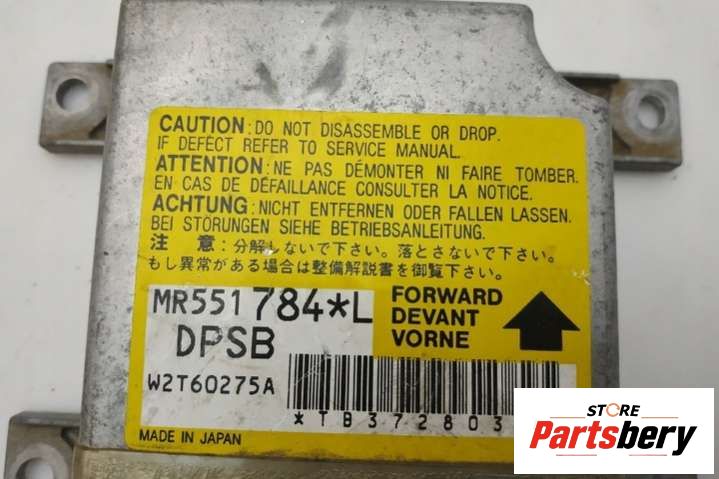 CAUTION:DO NOT DISASSEMBLE OR DROP.
IF DEFECT REFER TO SERVICE MANUAL.
ATTENTION:NE PAS DÉMONTER NI FAIRE TOMBER.
EN CAS DE DÉFAILLANCE CONSULTER LA NOTICE.
ACHTUNG:NICHT ENTFERNEN ODER FALLEN LASSEN.
BEI STÖRUNGEN SIEHE BETRIEBSANLEITUNG.
注 意:分解しないで下さい。落とさないで下さい。
もし異常がある場合は整備解説書を御覧下さい。
MR551784*L
DPSB
W2T60275A
FORWARD
DEVANT
VORNE
*TB372803
MADE IN JAPAN
STORE
Partsbery